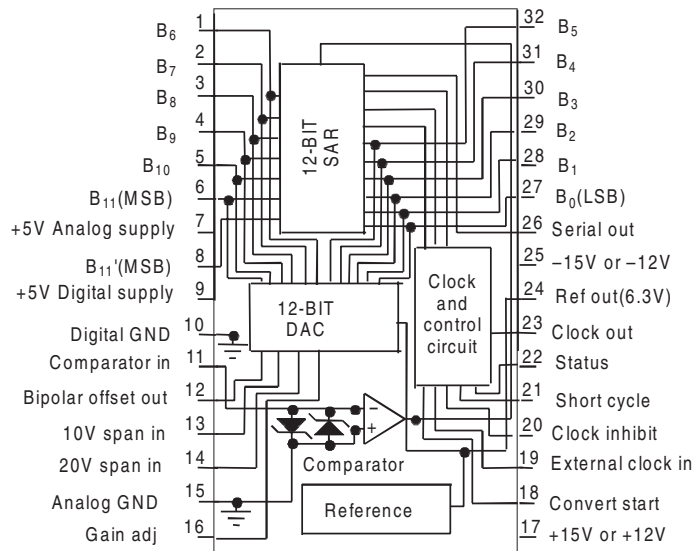 B6 1
B7 2
B8 3
B9 4
B10 5
B11(MSB) 6
+5V Analog supply 7
B11'(MSB) 8
+5V Digital supply 9
Digital GND 10
Comparator in 11
Bipolar offset out 12
10V span in 13
20V span in 14
Analog GND 15
Gain adj 16
12-BIT
SAR
12-BIT
DAC
Clock
and
control
circuit
−
+
Comparator
Reference
32 B5
31 B4
30 B3
29 B2
28 B1
27 B0(LSB)
26 Serial out
25 −15V or −12V
24 Ref out(6.3V)
23 Clock out
22 Status
21 Short cycle
20 Clock inhibit
19 External clock in
18 Convert start
17 +15V or +12V